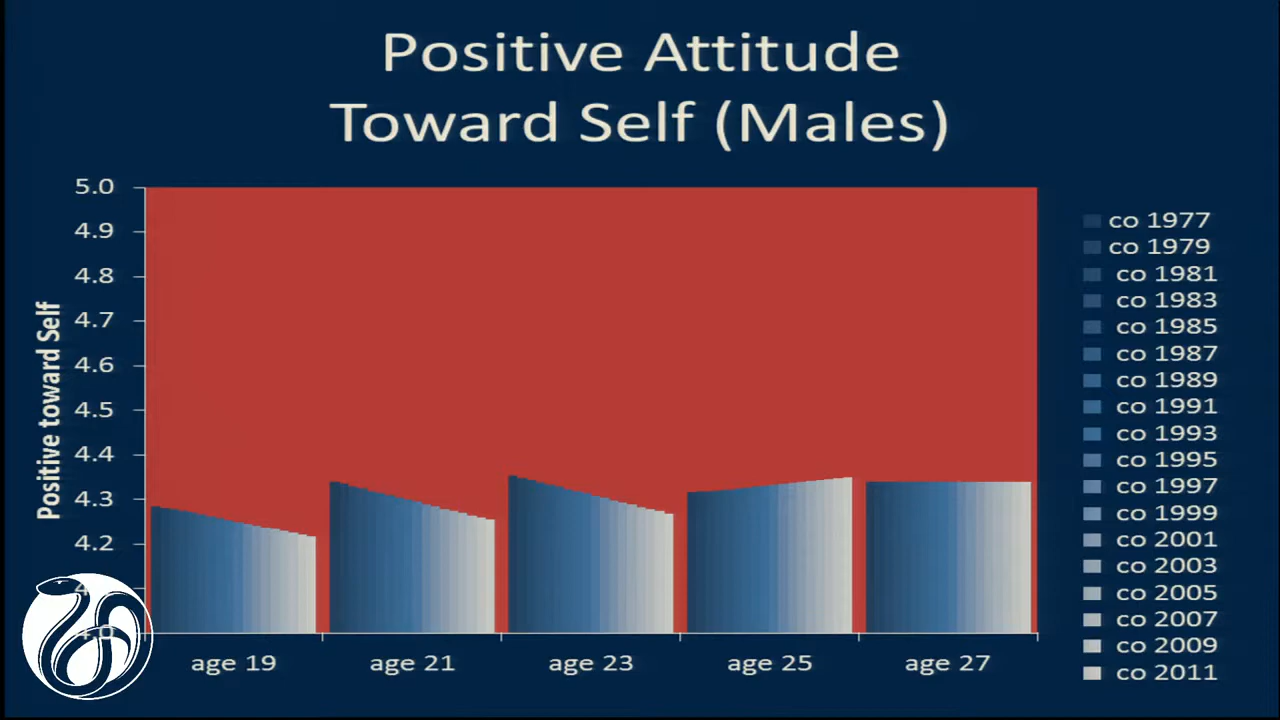 Positive Attitude
Toward Self (Males)
Positive toward Self
5.0
4.9
4.8
4.7
4.6
4.5
4.4
4.3
4.2
4.0
age 19
age 21
age 23
age 25
age 27
co 1977
co 1979
co 1981
co 1983
co 1985
co 1987
co 1989
co 1991
co 1993
co 1995
co 1997
co 1999
co 2001
co 2003
co 2005
co 2007
co 2009
co 2011